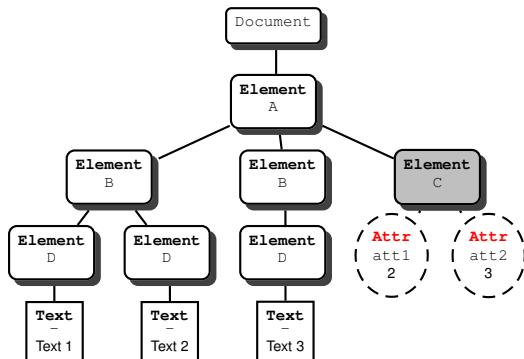 Document
Element
A
Element
B
Element
B
Element
C
Element
D
Element
D
Element
D
Attr
att1
2
Attr
att2
3
Text
–
Text 1
Text
–
Text 2
Text
–
Text 3